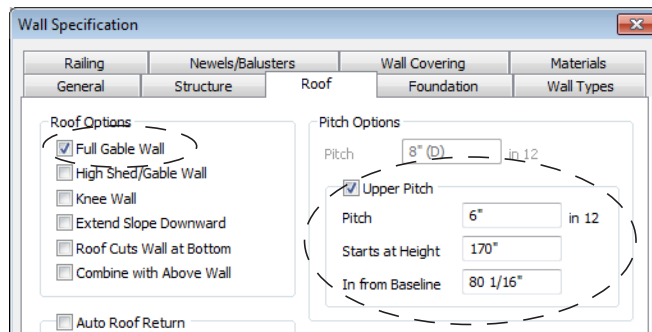 Wall Specification
Railing Newels/Balusters Wall Covering Materials
General Structure Roof Foundation Wall Types
Roof Options
Full Gable Wall
High Shed/Gable Wall
Knee Wall
Extend Slope Downward
Roof Cuts Wall at Bottom
Combine with Above Wall
Auto Roof Return
Pitch Options
Pitch 8" (D) in 12
Upper Pitch
Pitch 6" in 12
Starts at Height 170"
In from Baseline 80 1/16"